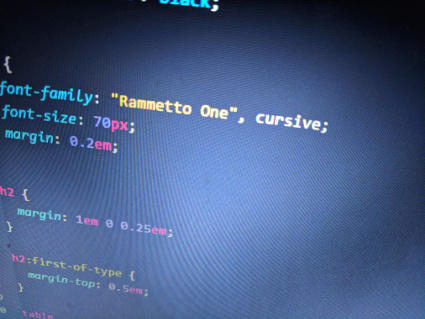 black;
{
font-family: "Rammetto One", cursive;
font-size: 70px;
margin: 0.2em;
h2 {
margin: 1em 0 0.25em;
}
h2:first-of-type {
margin-top: 0.5em;
}
table